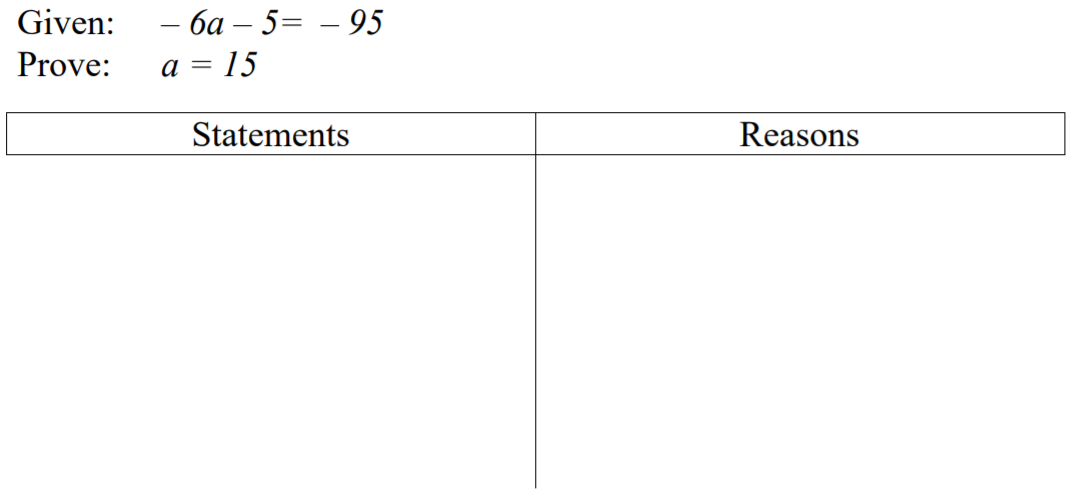 Given: – 6a – 5= – 95
Prove: a = 15
Statements Reasons